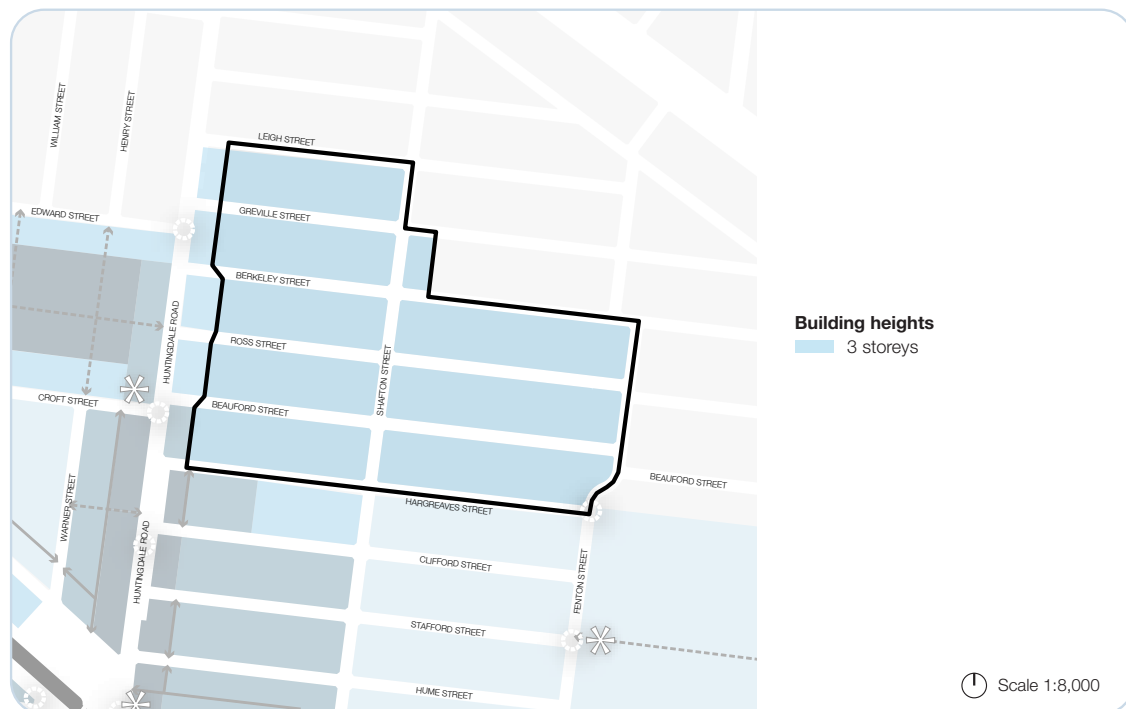 WILLIAM STREET
HENRY STREET
LEIGH STREET
EDWARD STREET
GREVILLE STREET
BERKELEY STREET
HUNTINGDALE ROAD
ROSS STREET
SHAFTON STREET
CROFT STREET
BEAUFORD STREET
BEAUFORD STREET
WARNER STREET
HUNTINGDALE ROAD
HARGREAVES STREET
CLIFFORD STREET
FENTON STREET
STAFFORD STREET
HUME STREET
Building heights
3 storeys
Scale 1:8,000